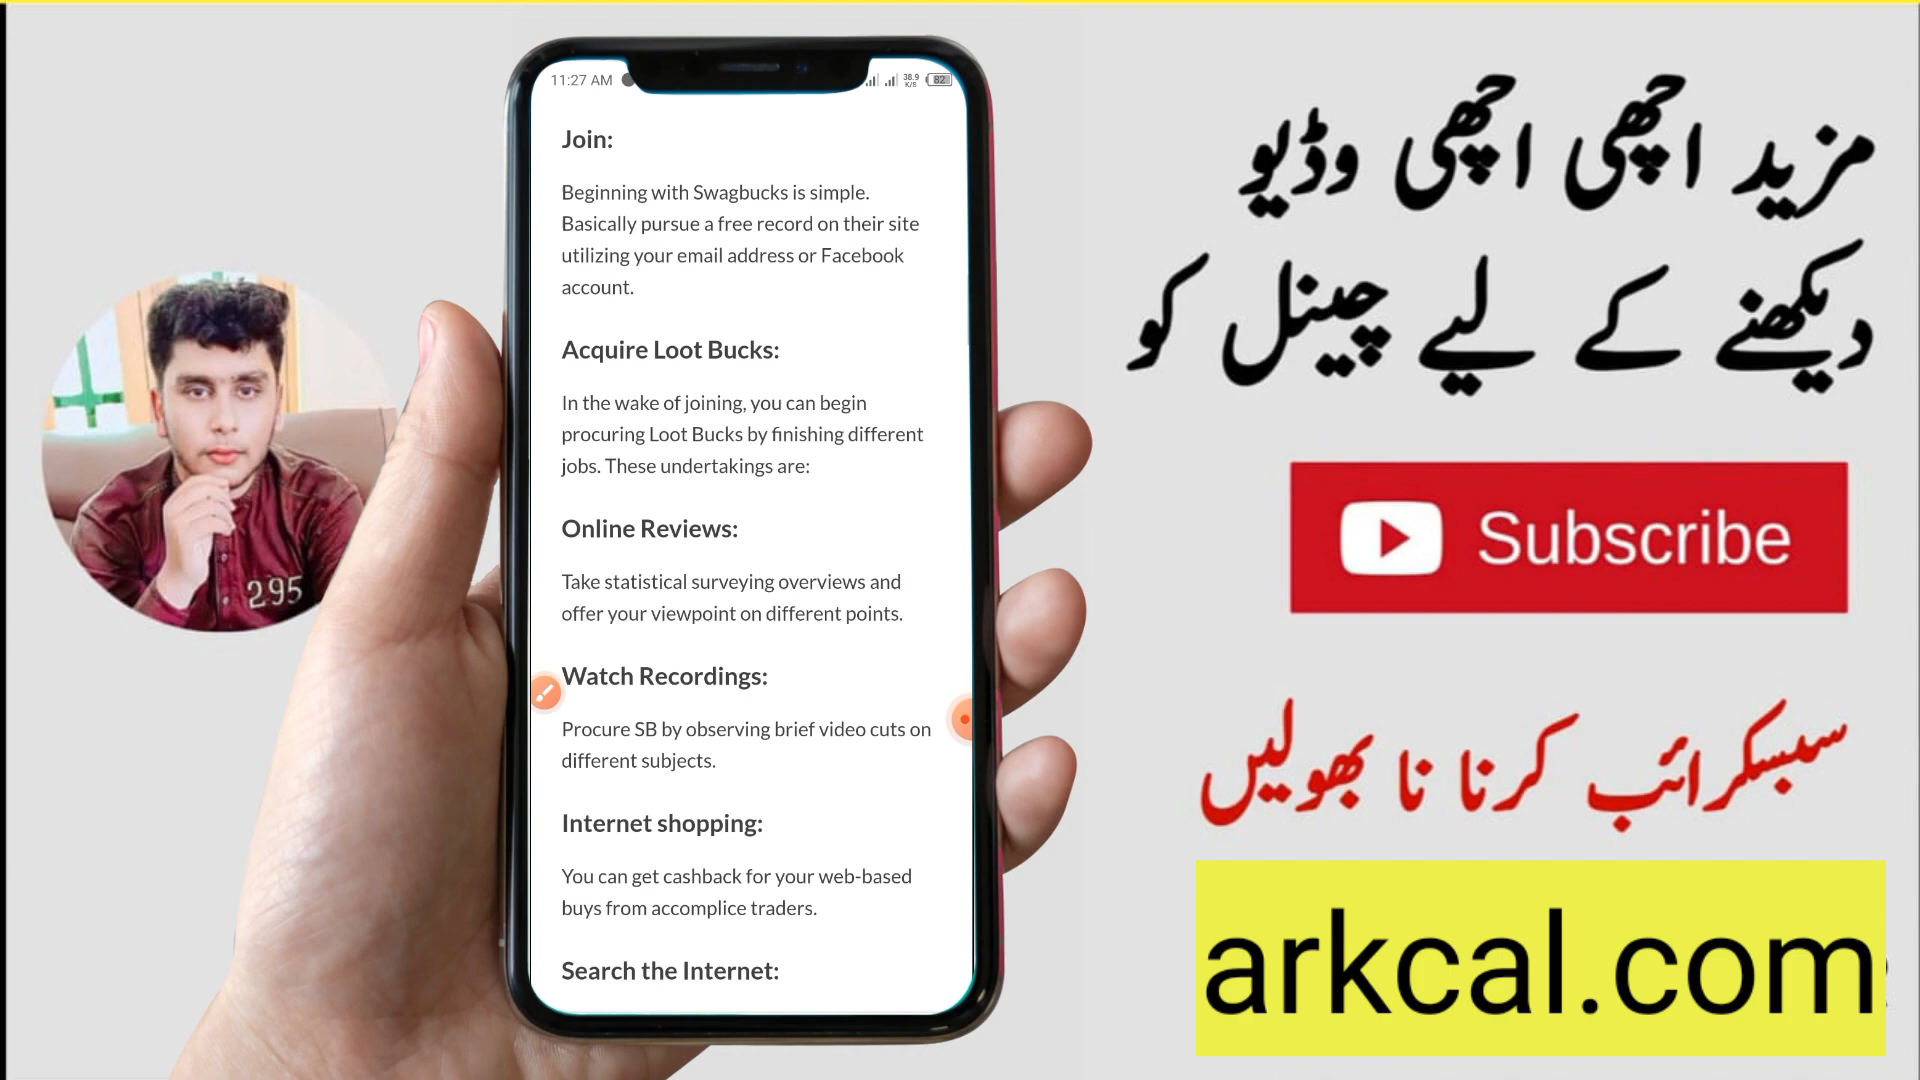 11:27 AM
38.9
K/S
82
Join:
Beginning with Swagbucks is simple.
Basically pursue a free record on their site
utilizing your email address or Facebook
account.
Acquire Loot Bucks:
In the wake of joining, you can begin
procuring Loot Bucks by finishing different
jobs. These undertakings are:
Online Reviews:
Take statistical surveying overviews and
offer your viewpoint on different points.
Watch Recordings:
Procure SB by observing brief video cuts on
different subjects.
Internet shopping:
You can get cashback for your web-based
buys from accomplice traders.
Search the Internet:
295
مزید اچھی اچھی وڈیو
دیکھنے کے لیے چینل کو
Subscribe
سبسکرائب کرنا نا بھولیں
arkcal.com